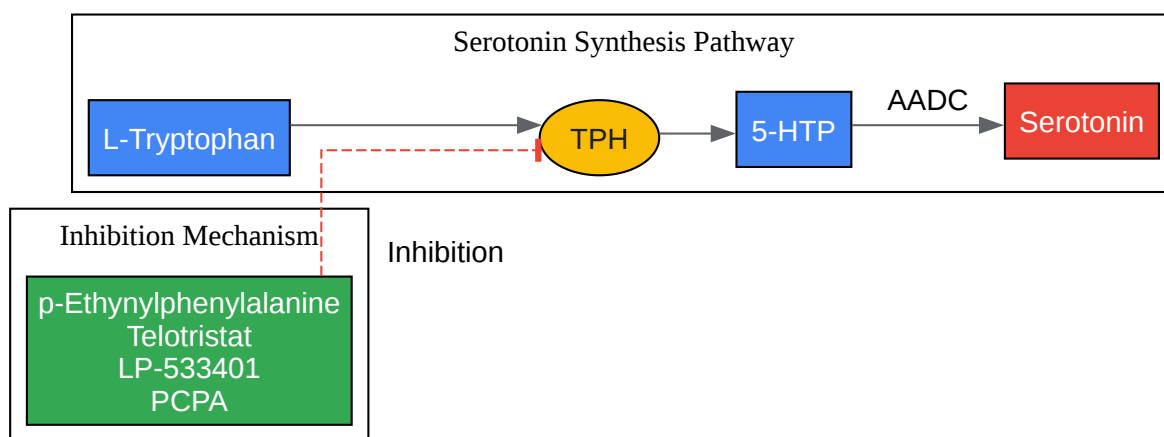 Serotonin Synthesis Pathway
L-Tryptophan
TPH
5-HTP
AADC
Serotonin
Inhibition Mechanism
Inhibition
p-Ethynylphenylalanine
Telotristat
LP-533401
PCPA